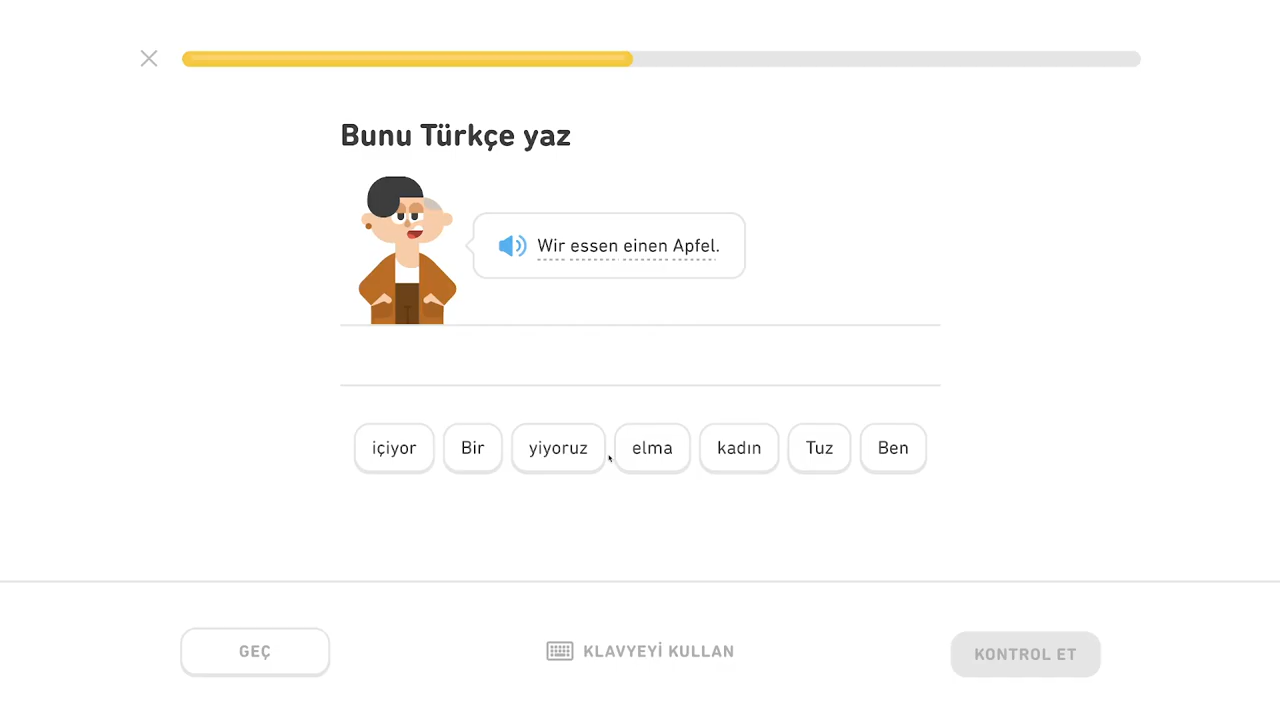 Bunu Türkçe yaz
Wir essen einen Apfel.
içiyor Bir yiyoruz elma kadın Tuz Ben
GEÇ KLAVYEYİ KULLAN KONTROL ET